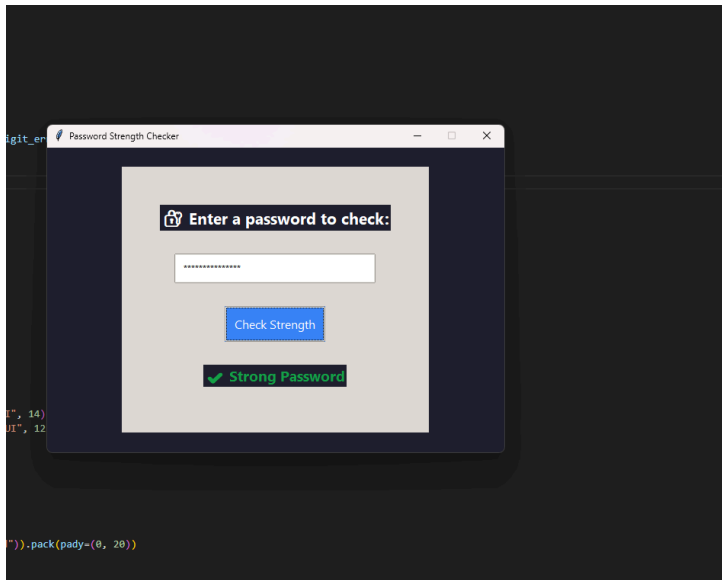 igit_er
Password Strength Checker
🔐 Enter a password to check:
***************
Check Strength
✔ Strong Password
I", 14)
UI", 12
")).pack(pady=(0, 20))